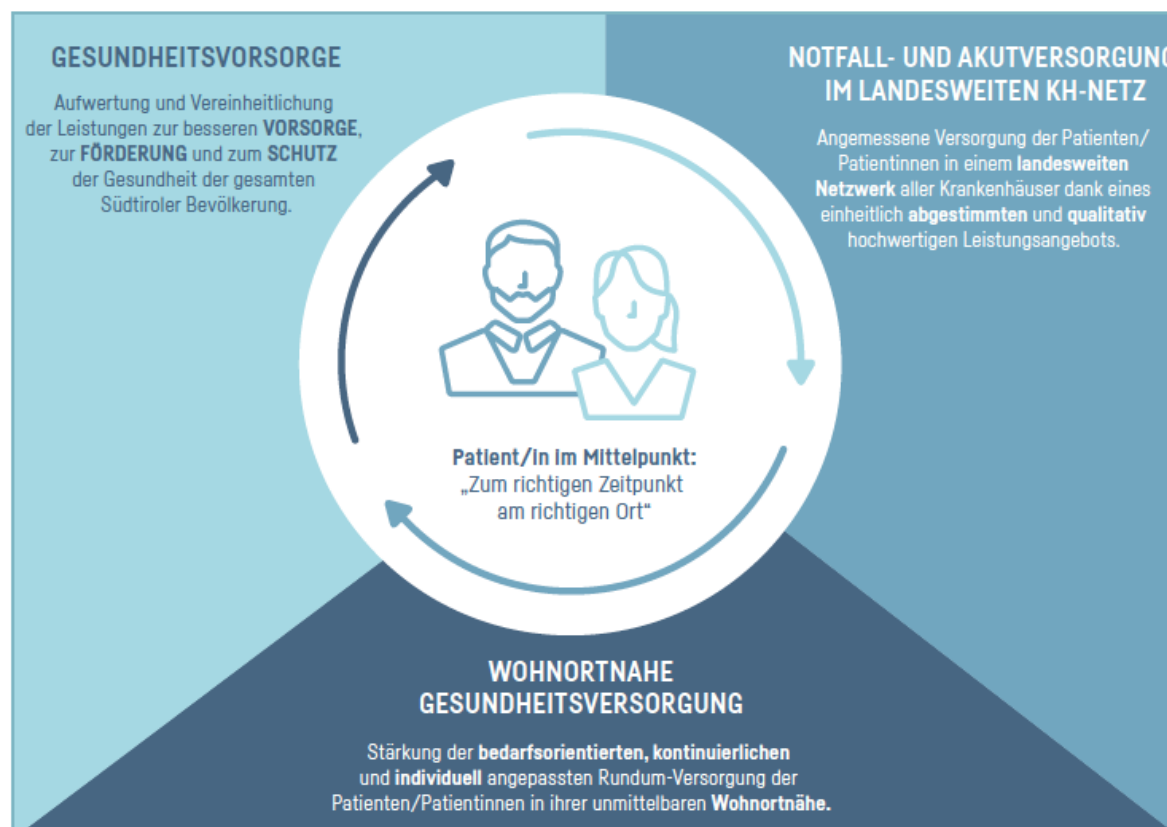 GESUNDHEITSVORSORGE
Aufwertung und Vereinheitlichung
der Leistungen zur besseren VORSORGE,
zur FÖRDERUNG und zum SCHUTZ
der Gesundheit der gesamten
Südtiroler Bevölkerung.
NOTFALL- UND AKUTVERSORGUNG
IM LANDESWEITEN KH-NETZ
Angemessene Versorgung der Patienten/
Patientinnen in einem landesweiten
Netzwerk aller Krankenhäuser dank eines
einheitlich abgestimmten und qualitativ
hochwertigen Leistungsangebots.
Patient/in im Mittelpunkt:
„Zum richtigen Zeitpunkt
am richtigen Ort“
WOHNORTNAHE
GESUNDHEITSVERSORGUNG
Stärkung der bedarfsorientierten, kontinuierlichen
und individuell angepassten Rundum-Versorgung der
Patienten/Patientinnen in ihrer unmittelbaren Wohnortnähe.